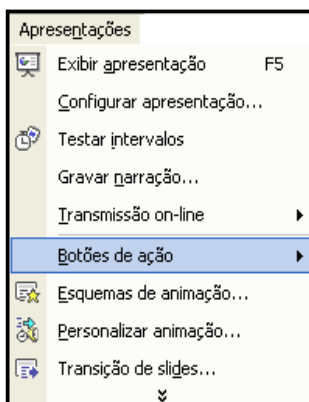 Apresentações
Exibir apresentação F5
Configurar apresentação...
Testar intervalos
Gravar narração...
Transmissão on-line
Botões de ação
Esquemas de animação...
Personalizar animação...
Transição de slides...